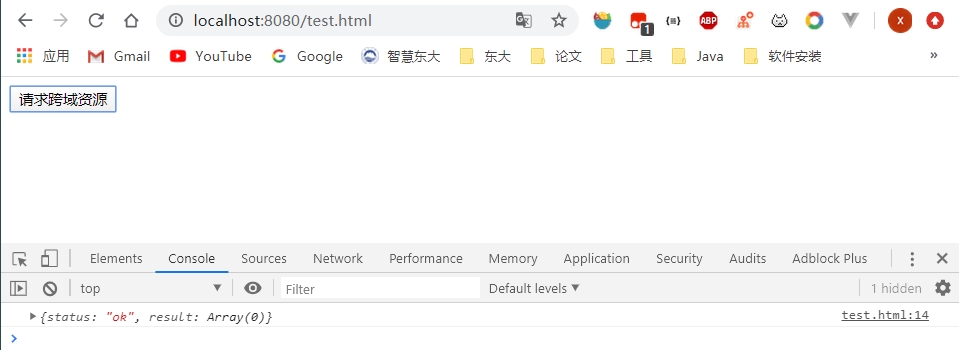 localhost:8080/test.html
1
ABP
X
应用 Gmail YouTube Google 智慧东大 东大 论文 工具 Java 软件安装 »
请求跨域资源
Elements Console Sources Network Performance Memory Application Security Audits Adblock Plus
top Filter Default levels 1 hidden
{status: "ok", result: Array(0)} test.html:14